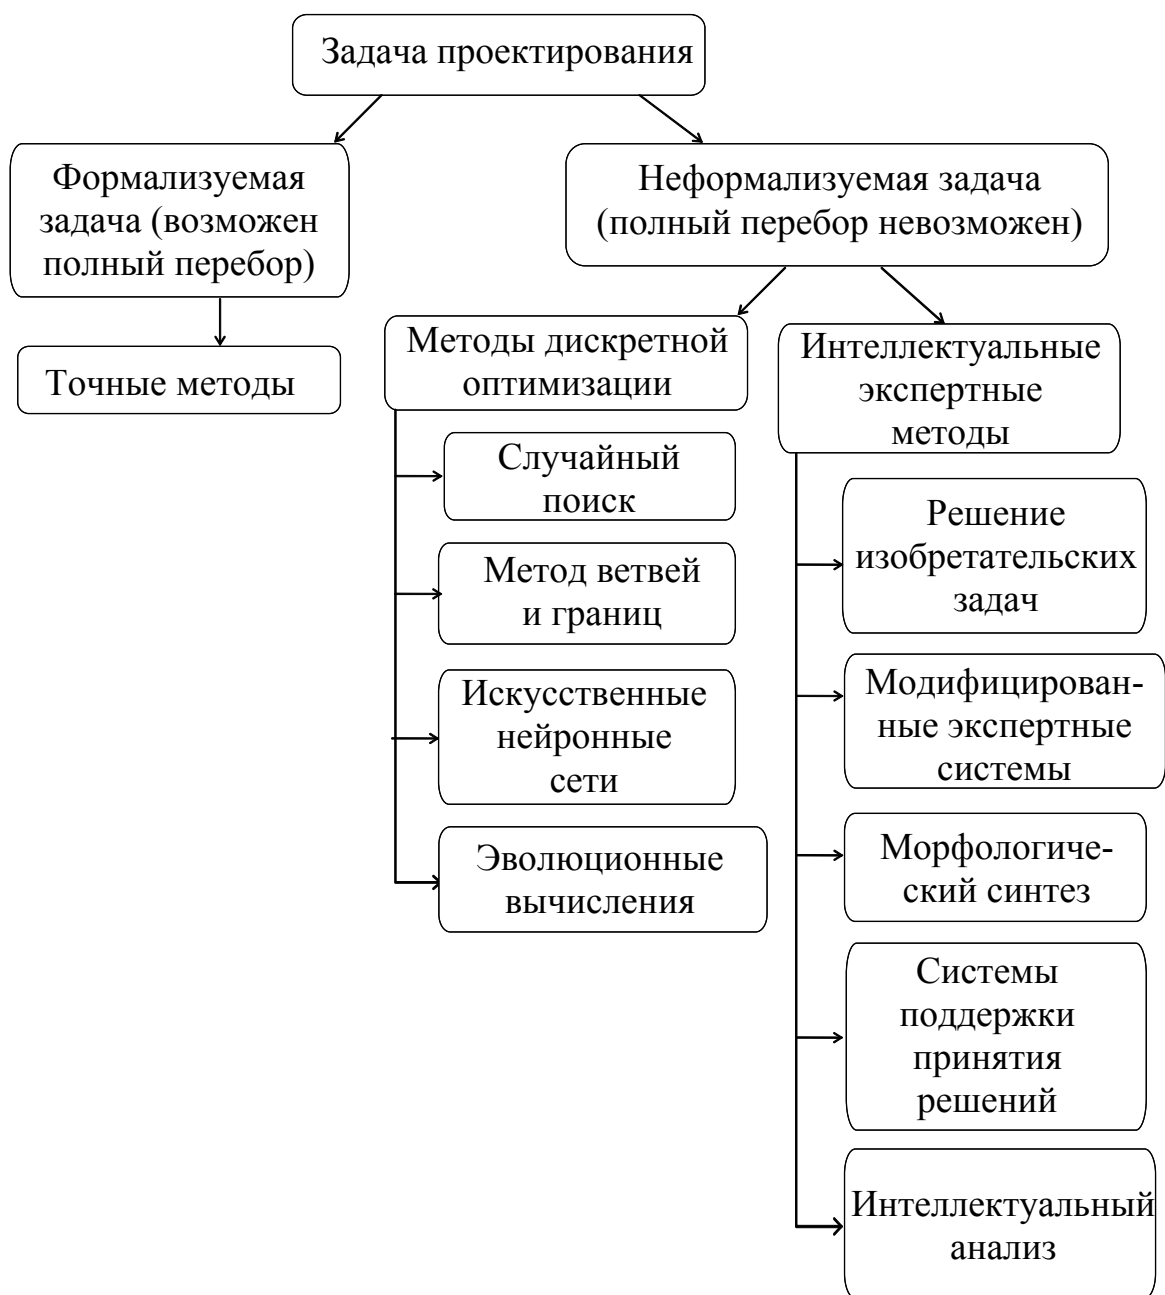 Задача проектирования
Формализуемая
задача (возможен
полный перебор)
Неформализуемая задача
(полный перебор невозможен)
Точные методы
Методы дискретной
оптимизации
Случайный
поиск
Метод ветвей
и границ
Искусственные
нейронные
сети
Эволюционные
вычисления
Интеллектуальные
экспертные
методы
Решение
изобретательских
задач
Модифицирован-
ные экспертные
системы
Морфологиче-
ский синтез
Системы
поддержки
принятия
решений
Интеллектуальный
анализ